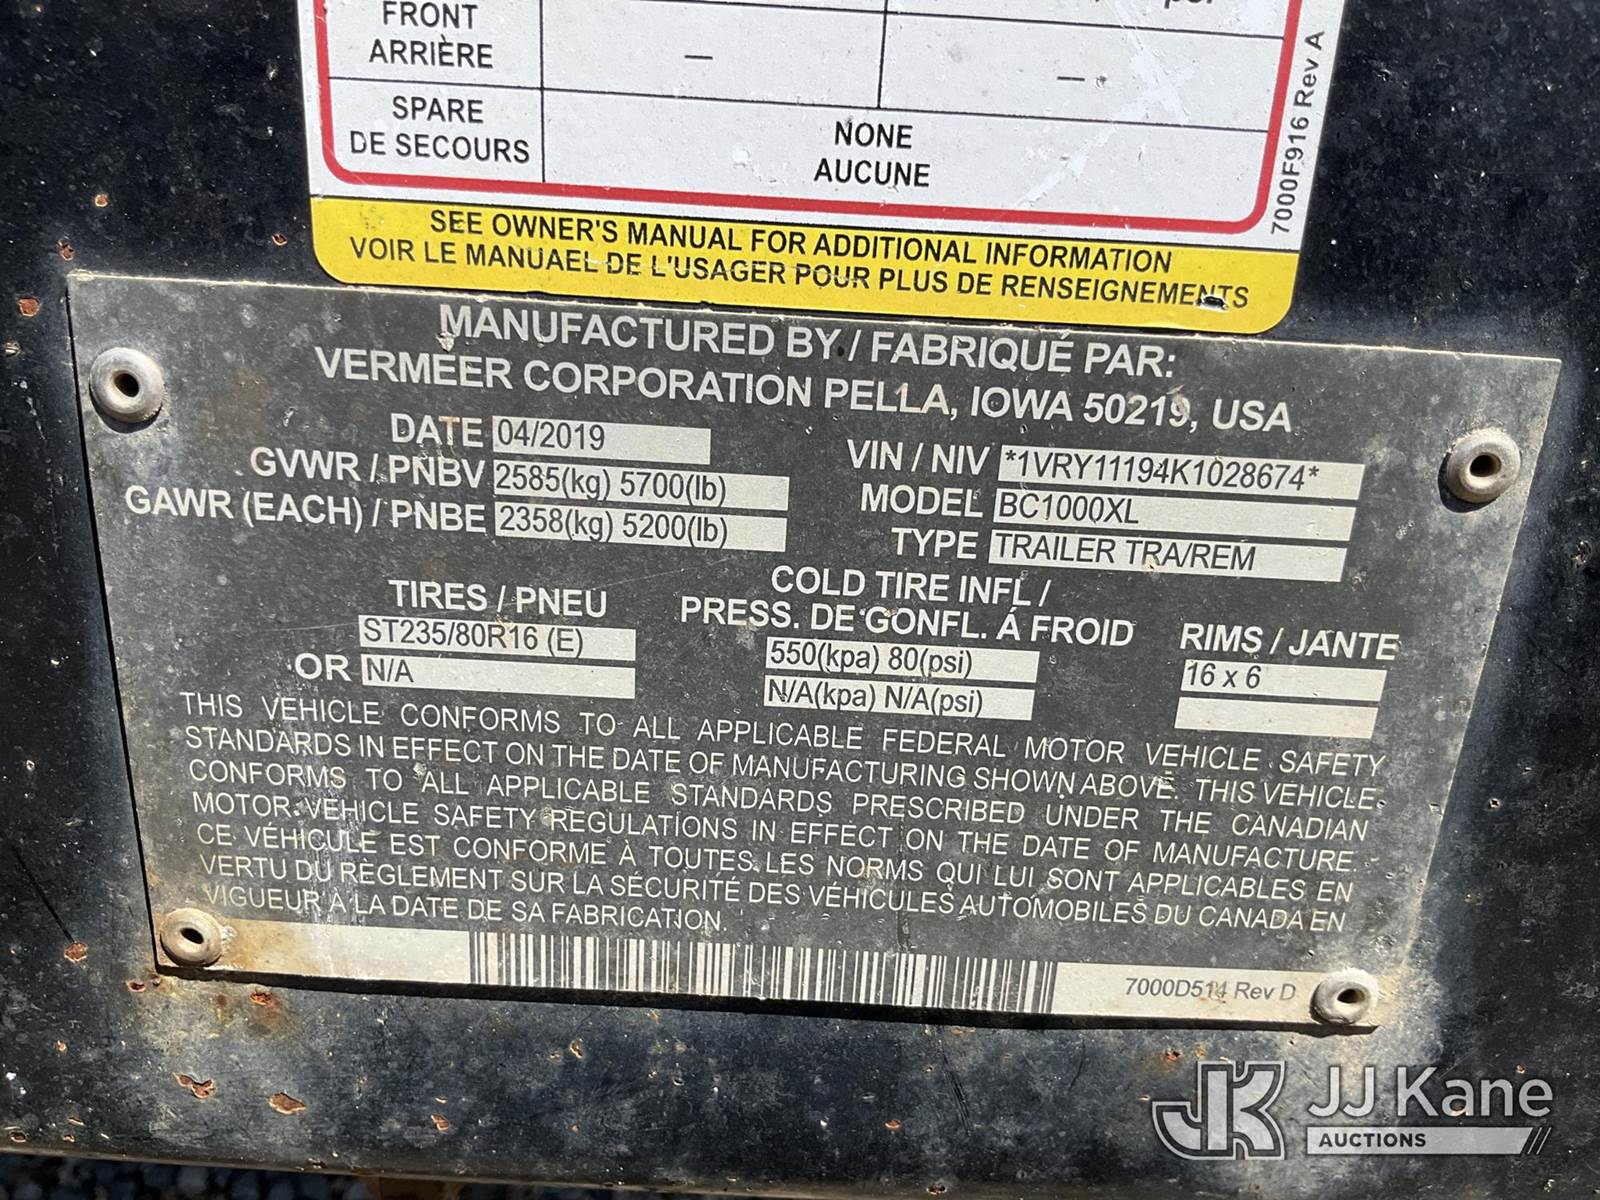 FRONT
ARRIÈRE — —
SPARE
DE SECOURS
NONE
AUCUNE
7000F916 Rev A
SEE OWNER'S MANUAL FOR ADDITIONAL INFORMATION
VOIR LE MANUAEL DE L'USAGER POUR PLUS DE RENSEIGNEMENTS
MANUFACTURED BY / FABRIQUÉ PAR:
VERMEER CORPORATION PELLA, IOWA 50219, USA
DATE 04/2019
GVWR / PNBV 2585(kg) 5700(lb)
GAWR (EACH) / PNBE 2358(kg) 5200(lb)
VIN / NIV *1VRY11194K1028674*
MODEL BC1000XL
TYPE TRAILER TRA/REM
TIRES / PNEU
ST235/80R16 (E)
OR N/A
COLD TIRE INFL /
PRESS. DE GONFL. Á FROID
550(kpa) 80(psi)
N/A(kpa) N/A(psi)
RIMS / JANTE
16 x 6
THIS VEHICLE CONFORMS TO ALL APPLICABLE FEDERAL MOTOR VEHICLE SAFETY
STANDARDS IN EFFECT ON THE DATE OF MANUFACTURING SHOWN ABOVE. THIS VEHICLE
CONFORMS TO ALL APPLICABLE STANDARDS PRESCRIBED UNDER THE CANADIAN
MOTOR VEHICLE SAFETY REGULATIONS IN EFFECT ON THE DATE OF MANUFACTURE.
CE VÉHICULE EST CONFORME À TOUTES LES NORMS QUI LUI SONT APPLICABLES EN
VERTU DU RÈGLEMENT SUR LA SÉCURITÉ DES VÉHICULES AUTOMOBILES DU CANADA EN
VIGUEUR À LA DATE DE SA FABRICATION.
7000D514 Rev D
JK JJ Kane
AUCTIONS